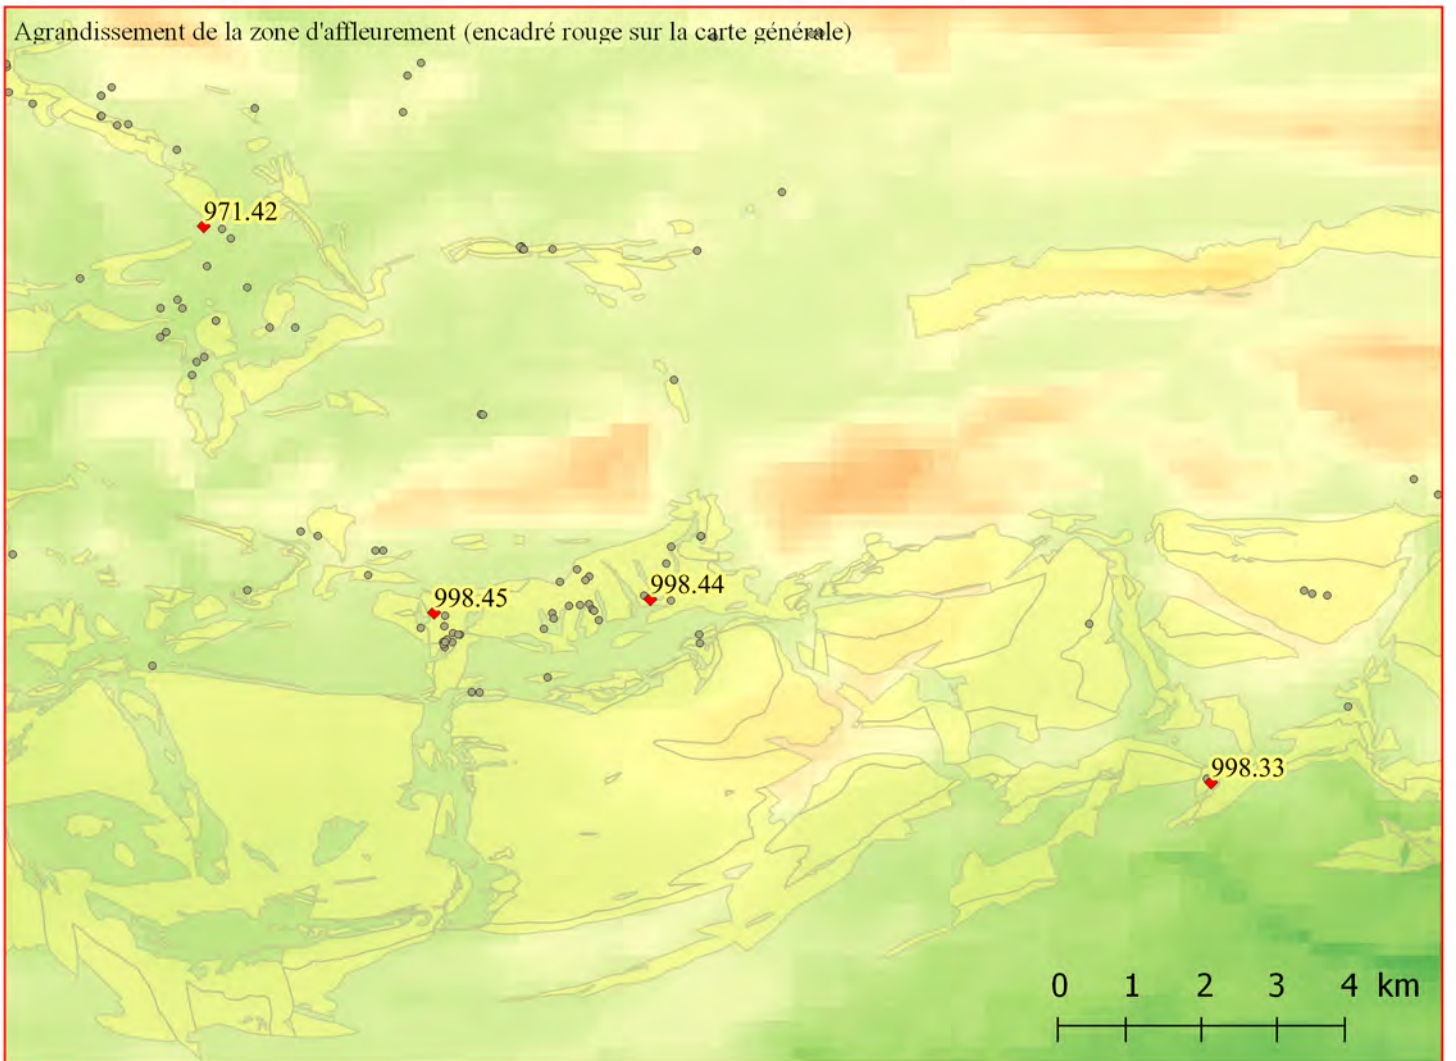 Agrandissement de la zone d'affleurement (encadré rouge sur la carte générale)
971.42
998.45
998.44
998.33
0 1 2 3 4 km